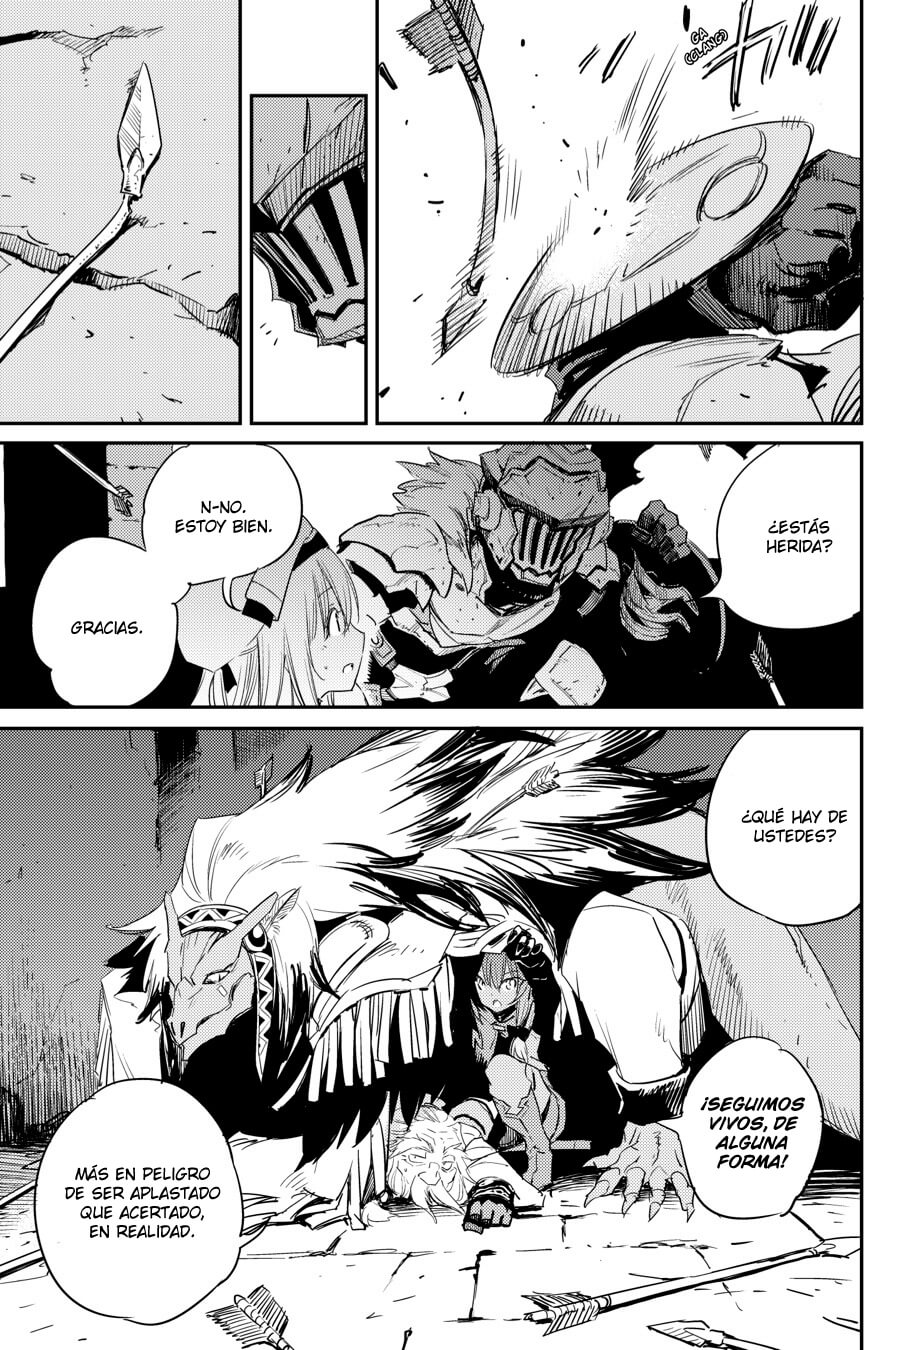 GA
(CLANG)
¿ESTÁS
HERIDA?
N-NO.
ESTOY BIEN.
GRACIAS.
¿QUÉ HAY DE
USTEDES?
¡SEGUIMOS
VIVOS, DE
ALGUNA
FORMA!
MÁS EN PELIGRO
DE SER APLASTADO
QUE ACERTADO,
EN REALIDAD.